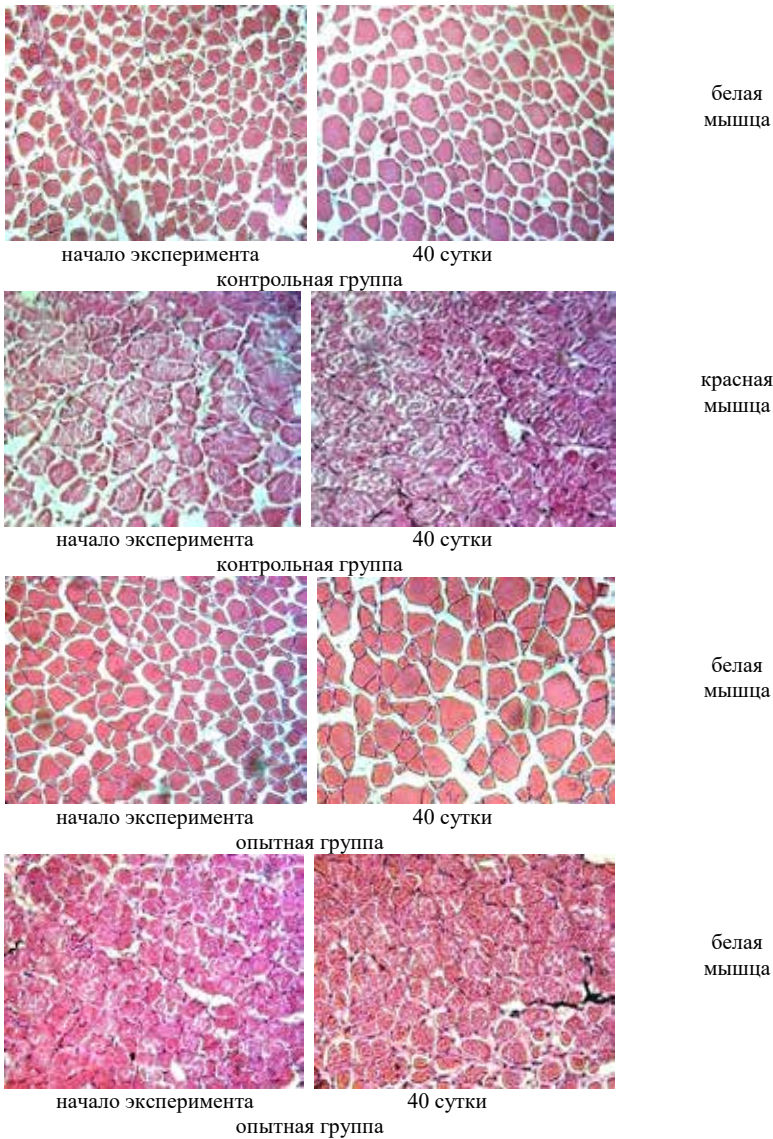 белая
мышца
начало эксперимента 40 сутки
контрольная группа
красная
мышца
начало эксперимента 40 сутки
контрольная группа
белая
мышца
начало эксперимента 40 сутки
опытная группа
белая
мышца
начало эксперимента 40 сутки
опытная группа